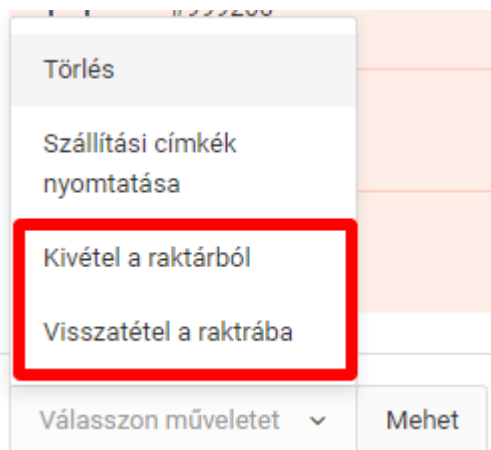 Törlés
Szállítási címkék
nyomtatása
Kivétel a raktárból
Visszatétel a raktrába
Válasszon műveletet
Mehet